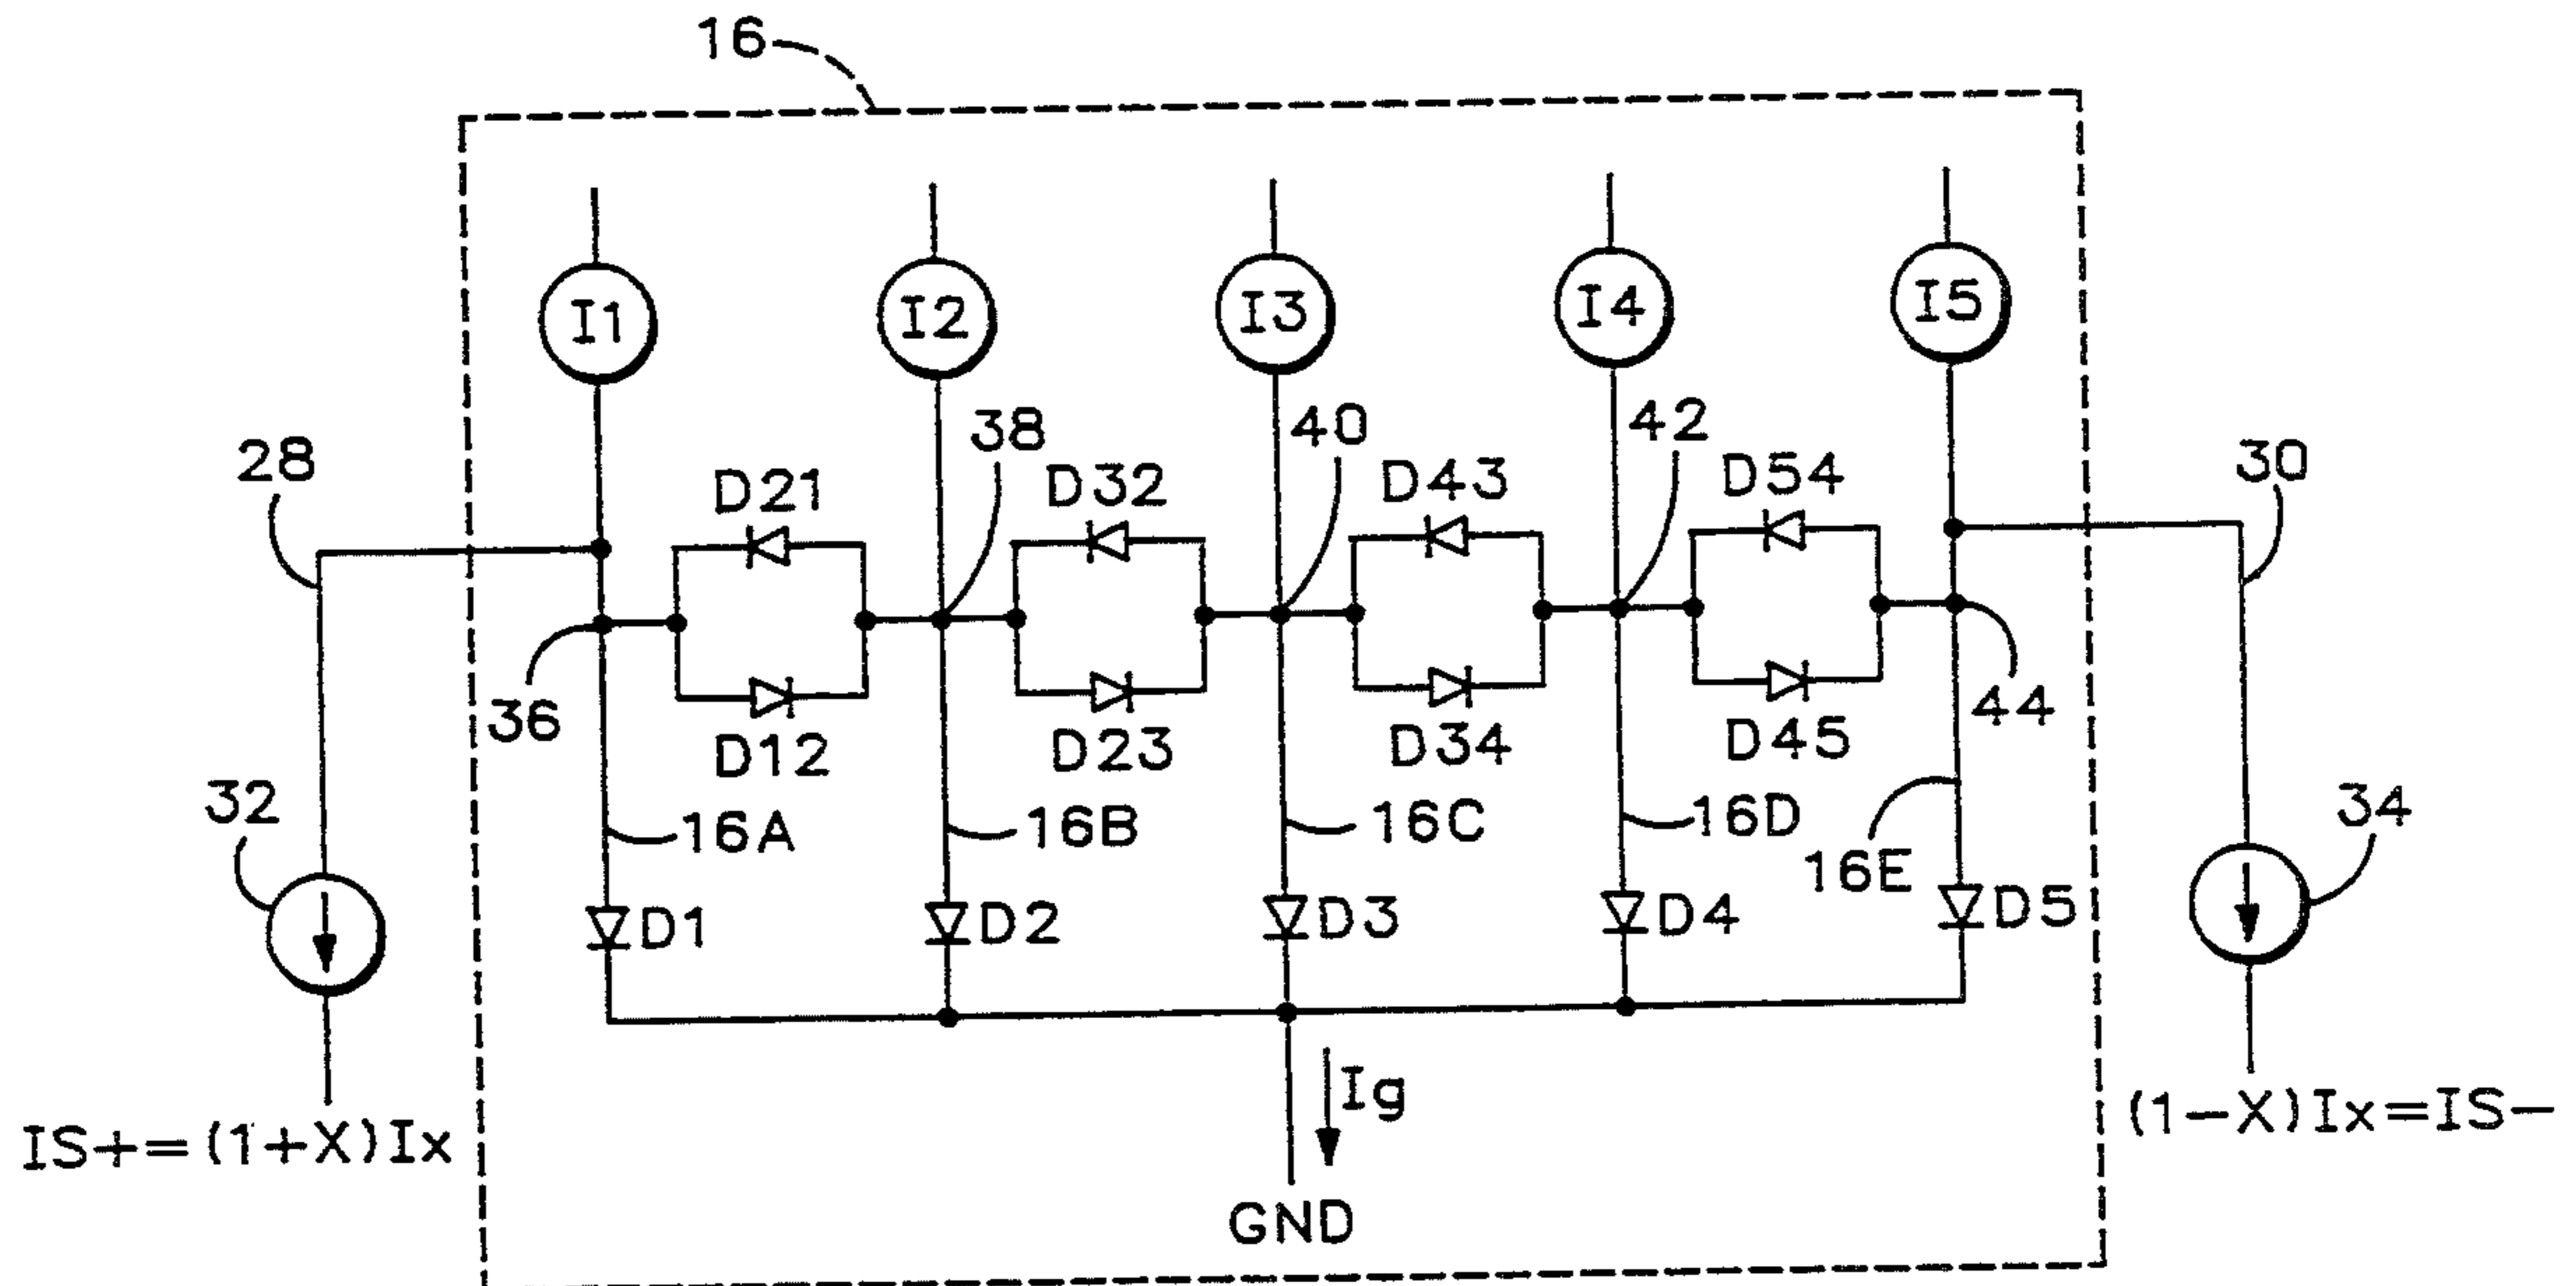 16
I1
I2
I3
I4
I5
28
38
40
42
30
D21
D32
D43
D54
36
D12
D23
D34
D45
44
32
16A
16B
16C
16D
16E
34
D1
D2
D3
D4
D5
IS+=(1+X)Ix
Ig
(1-X)Ix=IS-
GND